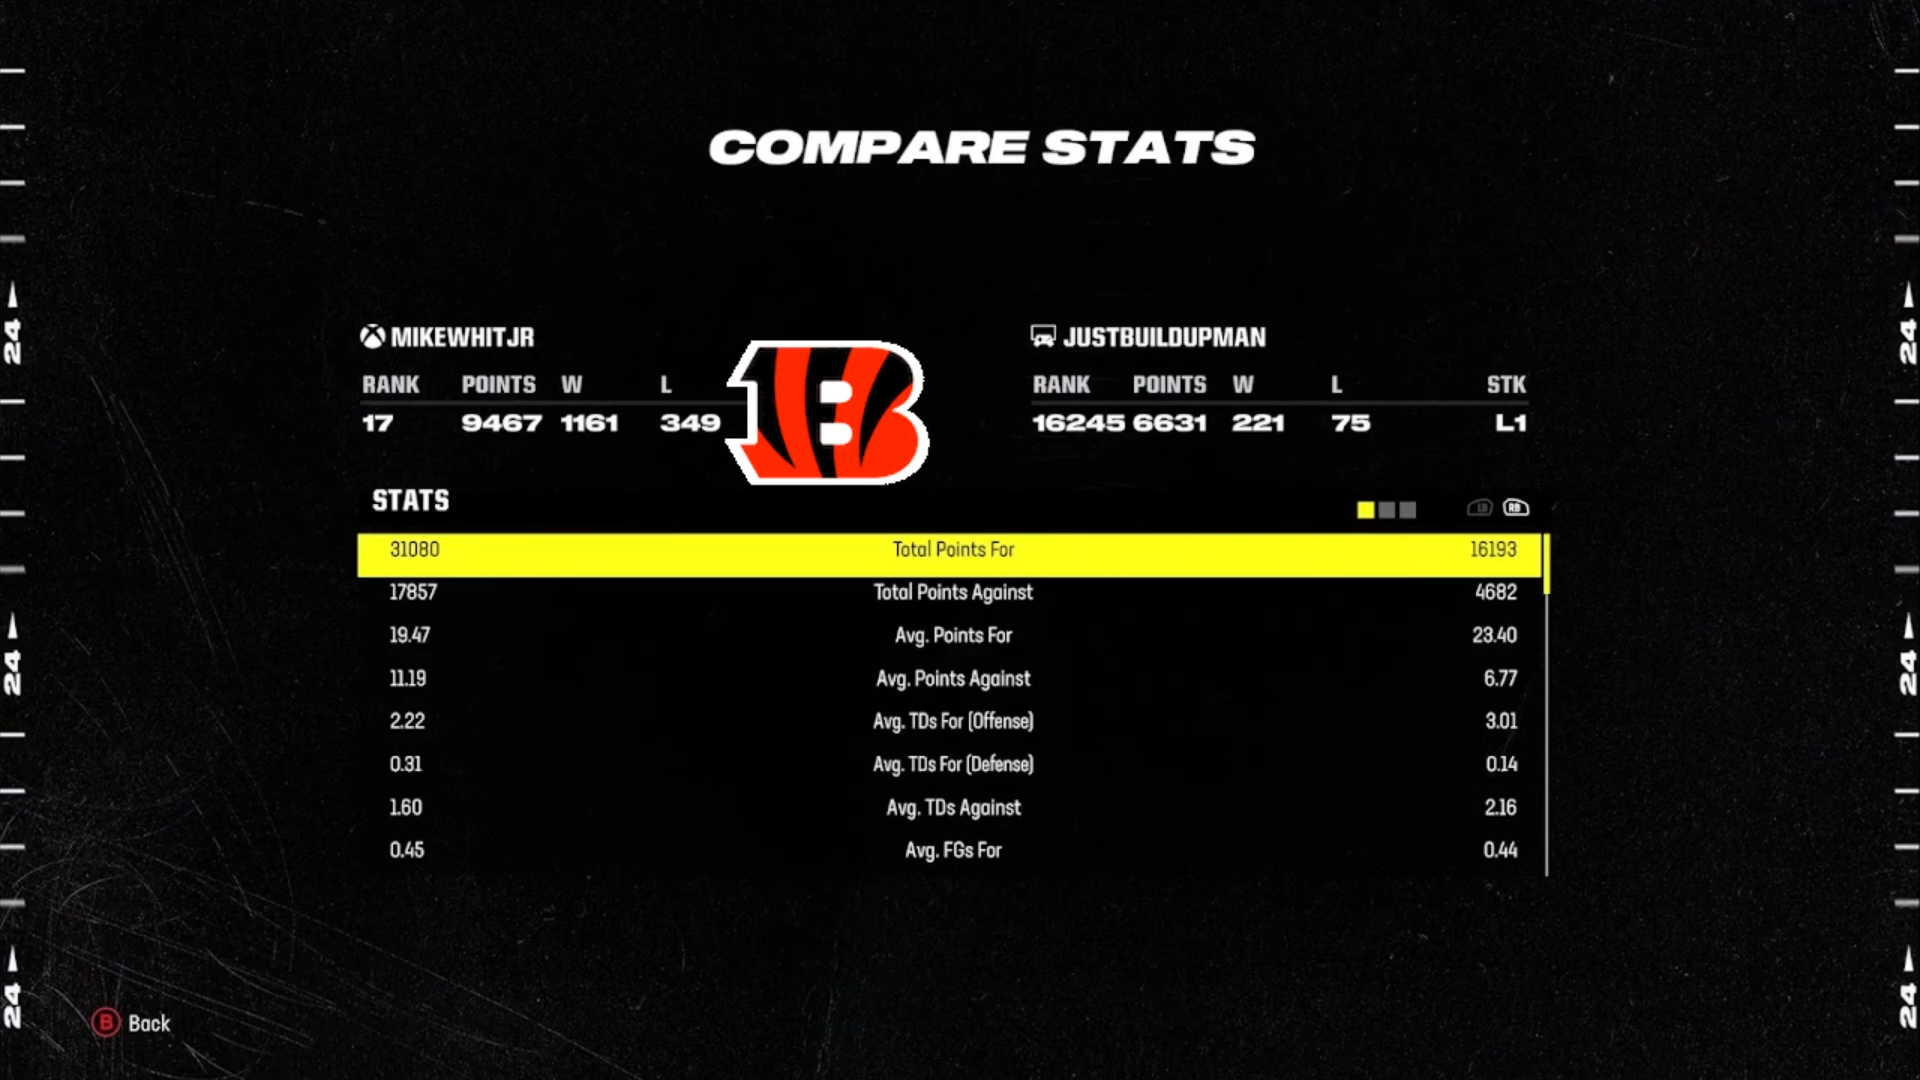 COMPARE STATS
MIKEWHITJR
RANK POINTS W L
17 9467 1161 349
B
JUSTBUILDUPMAN
RANK POINTS W L STK
16245 6631 221 75 L1
STATS
LB RB
31080 Total Points For 16193
17857 Total Points Against 4682
19.47 Avg. Points For 23.40
11.19 Avg. Points Against 6.77
2.22 Avg. TDs For (Offense) 3.01
0.31 Avg. TDs For (Defense) 0.14
1.60 Avg. TDs Against 2.16
0.45 Avg. FGs For 0.44
B Back
24
24
24
24
24
24